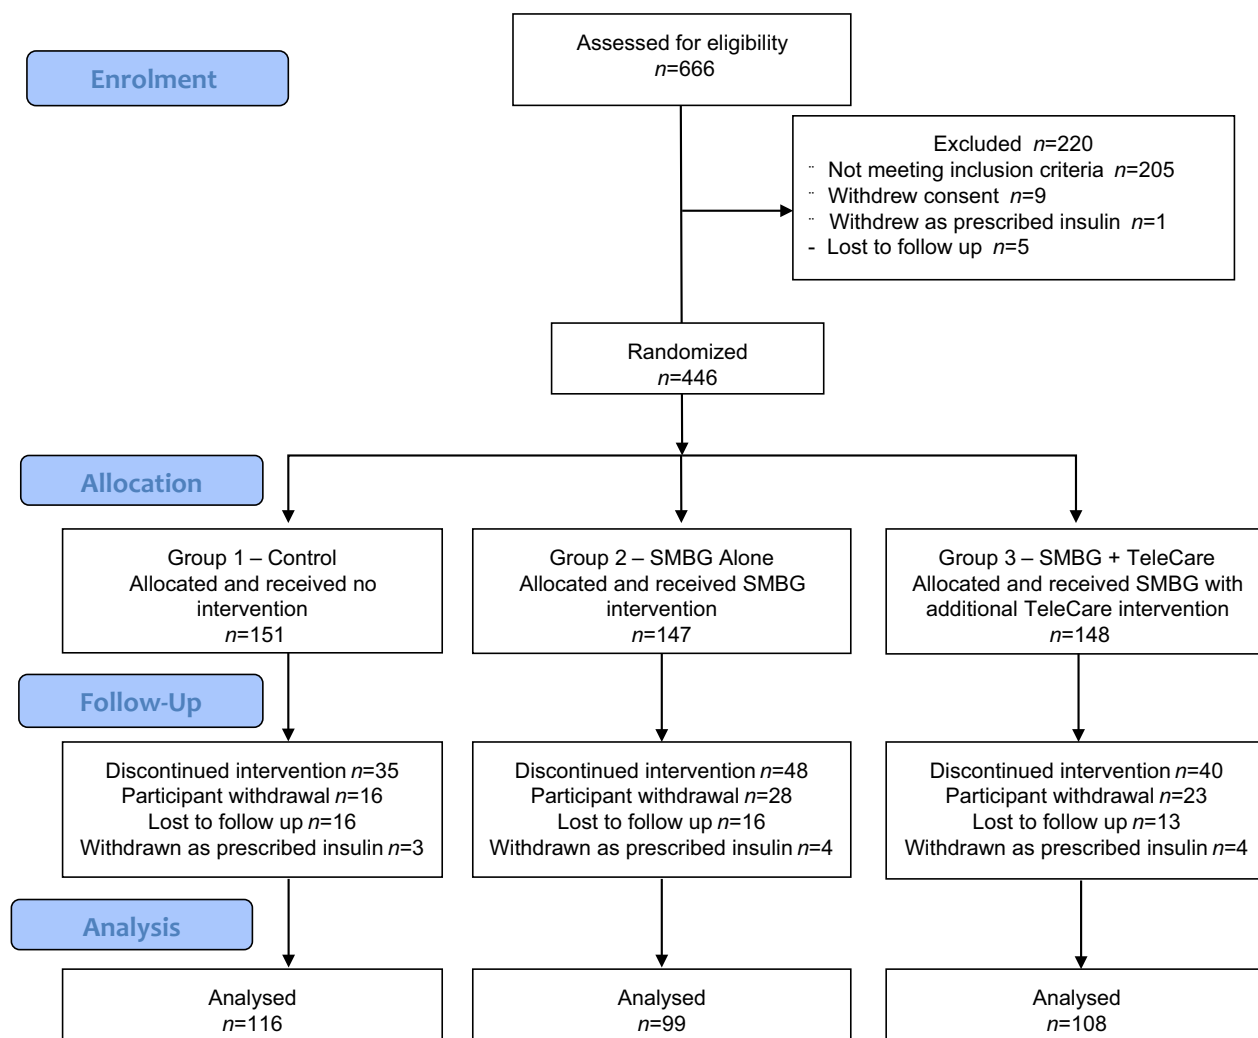 Enrolment
Assessed for eligibility
n=666
Excluded n=220
¨ Not meeting inclusion criteria n=205
¨ Withdrew consent n=9
¨ Withdrew as prescribed insulin n=1
- Lost to follow up n=5
Randomized
n=446
Allocation
Group 1 – Control
Allocated and received no
intervention
n=151
Group 2 – SMBG Alone
Allocated and received SMBG
intervention
n=147
Group 3 – SMBG + TeleCare
Allocated and received SMBG with
additional TeleCare intervention
n=148
Follow-Up
Discontinued intervention n=35
Participant withdrawal n=16
Lost to follow up n=16
Withdrawn as prescribed insulin n=3
Discontinued intervention n=48
Participant withdrawal n=28
Lost to follow up n=16
Withdrawn as prescribed insulin n=4
Discontinued intervention n=40
Participant withdrawal n=23
Lost to follow up n=13
Withdrawn as prescribed insulin n=4
Analysis
Analysed
n=116
Analysed
n=99
Analysed
n=108